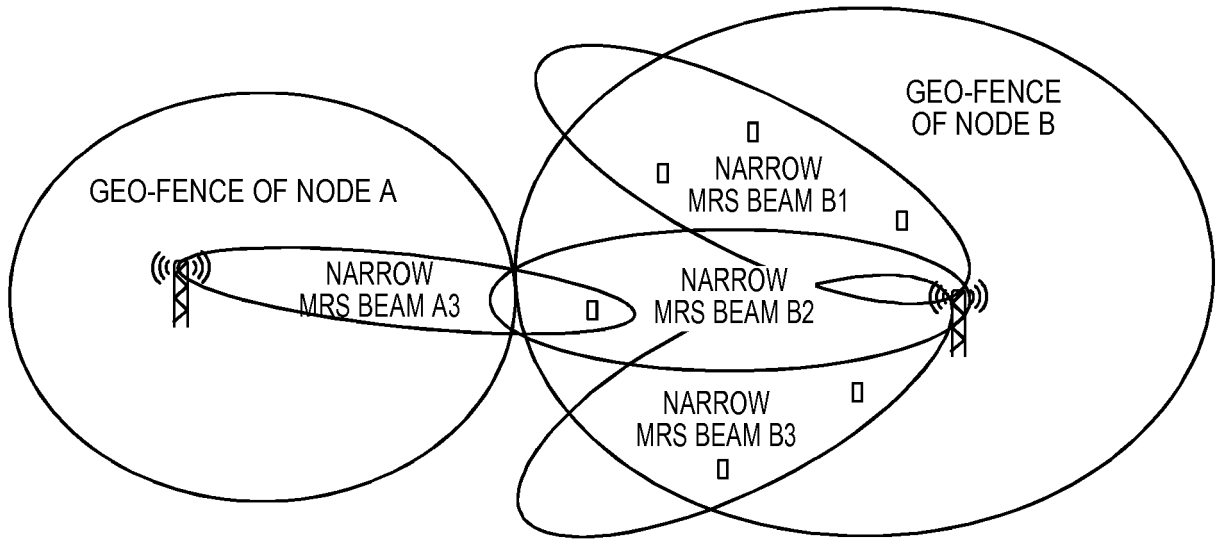 GEO-FENCE OF NODE A
NARROW
MRS BEAM A3
GEO-FENCE
OF NODE B
NARROW
MRS BEAM B1
NARROW
MRS BEAM B2
NARROW
MRS BEAM B3